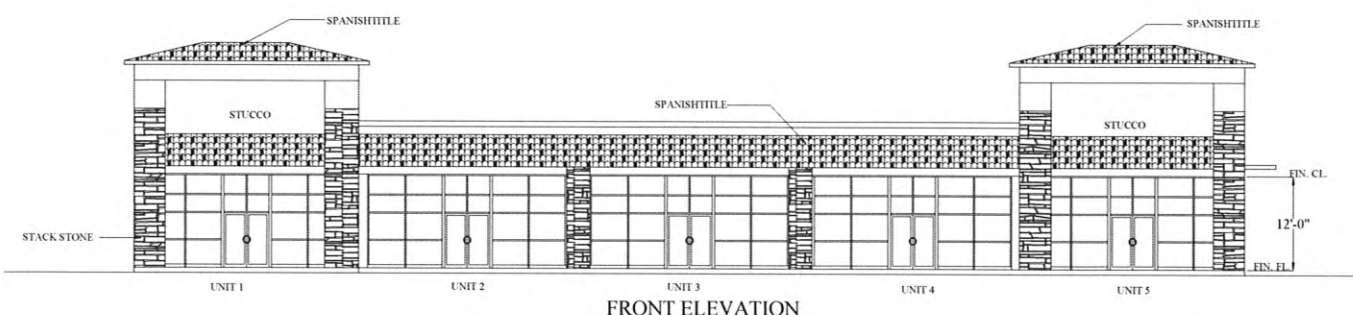 SPANISHTITLE
SPANISHTITLE
SPANISHTITLE
STUCCO
STUCCO
FIN. CL.
12'-0"
STACK STONE
FIN. FL.
UNIT 1
UNIT 2
UNIT 3
UNIT 4
UNIT 5
FRONT ELEVATION